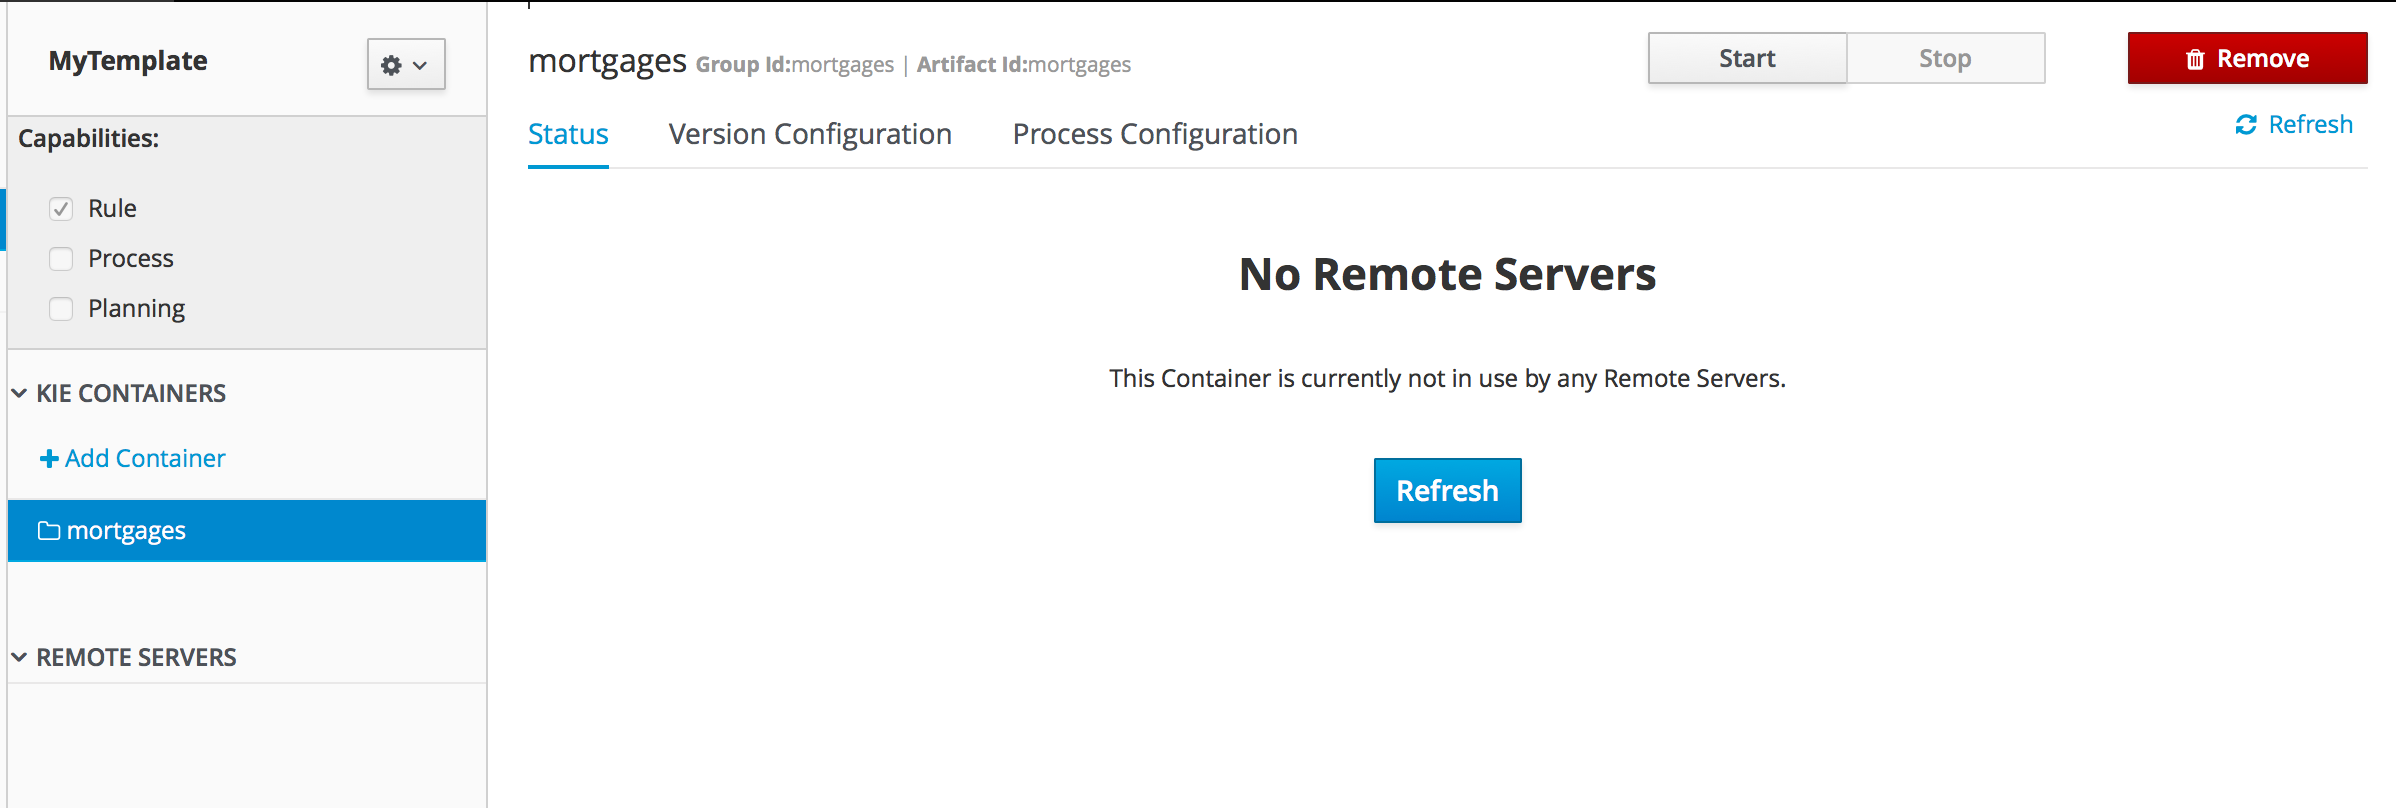 MyTemplate
Capabilities:
Rule
Process
Planning
KIE CONTAINERS
Add Container
mortgages
REMOTE SERVERS
mortgages Group Id:mortgages | Artifact Id:mortgages
Start Stop Remove
Status Version Configuration Process Configuration Refresh
No Remote Servers
This Container is currently not in use by any Remote Servers.
Refresh